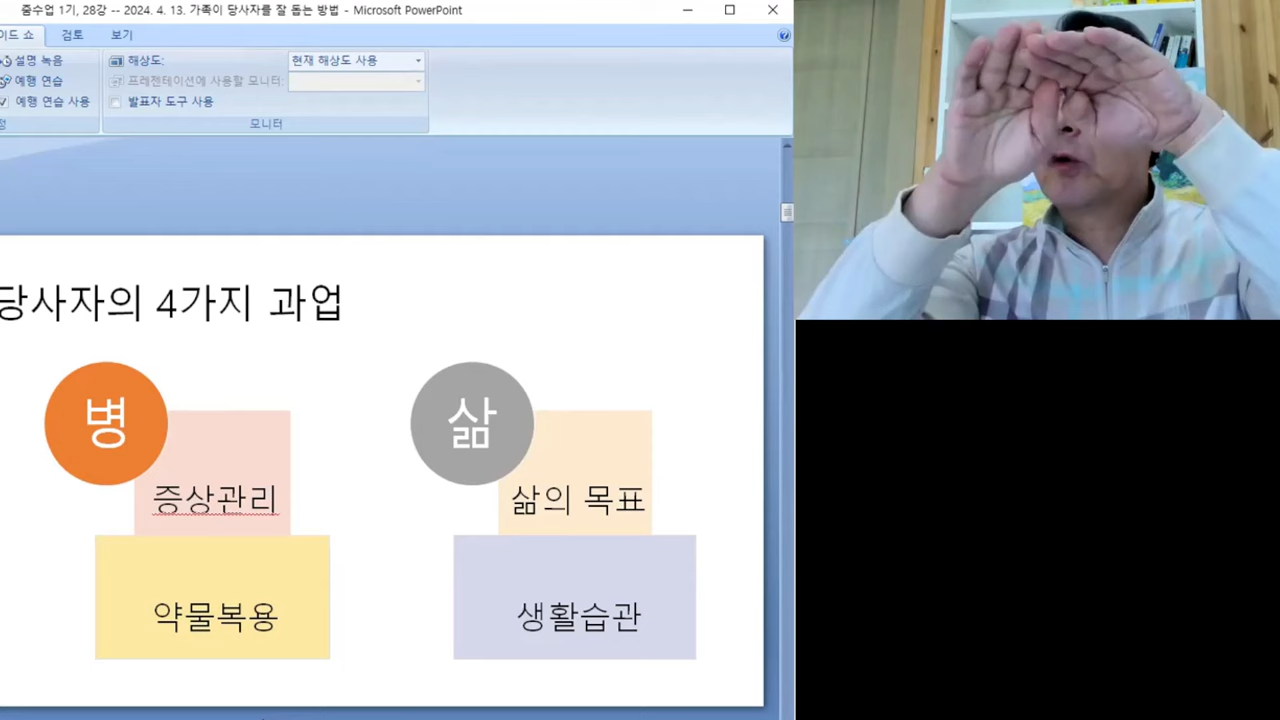 줌수업 1기, 28강 -- 2024. 4. 13. 가족이 당사자를 잘 돕는 방법 - Microsoft PowerPoint
이드 쇼 검토 보기
설명 녹음
예행 연습
예행 연습 사용
정
해상도: 현재 해상도 사용
프레젠테이션에 사용할 모니터:
발표자 도구 사용
모니터
당사자의 4가지 과업
병
증상관리
약물복용
삶
삶의 목표
생활습관